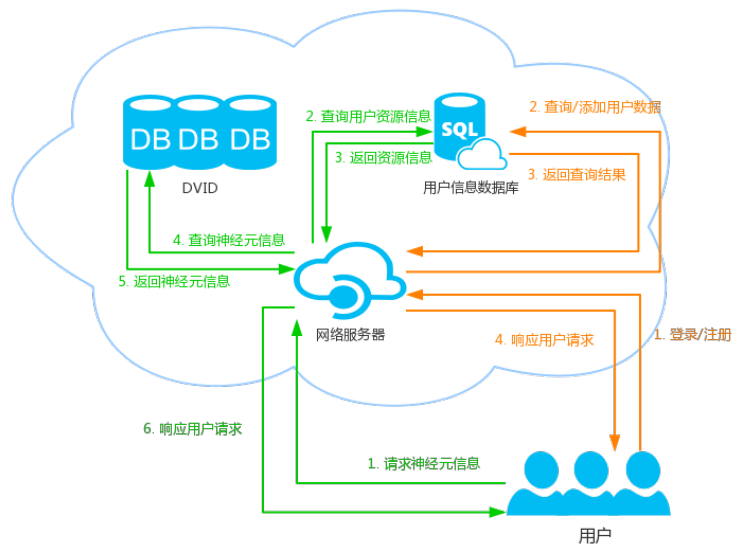 2. 查询用户资源信息
SQL
2. 查询/添加用户数据
DB DB DB
3. 返回资源信息
3. 返回查询结果
DVID
用户信息数据库
4. 查询神经元信息
5. 返回神经元信息
网络服务器
4. 响应用户请求
1. 登录/注册
6. 响应用户请求
1. 请求神经元信息
用户